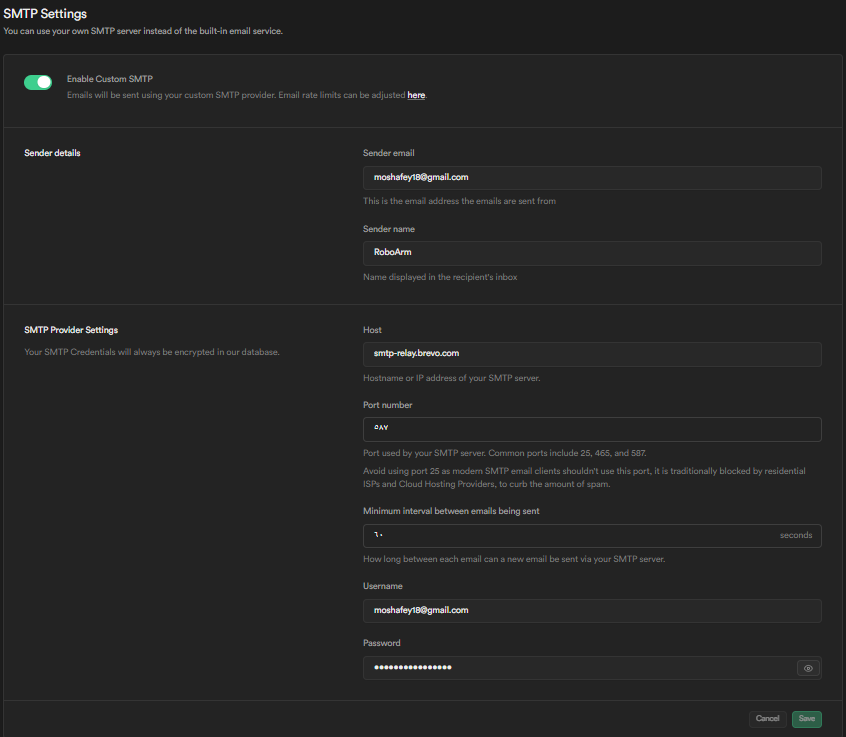 SMTP Settings
You can use your own SMTP server instead of the built-in email service.
Enable Custom SMTP
Emails will be sent using your custom SMTP provider. Email rate limits can be adjusted here.
Sender details
Sender email
moshafey18@gmail.com
This is the email address the emails are sent from
Sender name
RoboArm
Name displayed in the recipient's inbox
SMTP Provider Settings
Your SMTP Credentials will always be encrypted in our database.
Host
smtp-relay.brevo.com
Hostname or IP address of your SMTP server.
Port number
٥٨٧
Port used by your SMTP server. Common ports include 25, 465, and 587.
Avoid using port 25 as modern SMTP email clients shouldn't use this port, it is traditionally blocked by residential
ISPs and Cloud Hosting Providers, to curb the amount of spam.
Minimum interval between emails being sent
٦٠
seconds
How long between each email can a new email be sent via your SMTP server.
Username
moshafey18@gmail.com
Password
••••••••••••••••
Cancel
Save